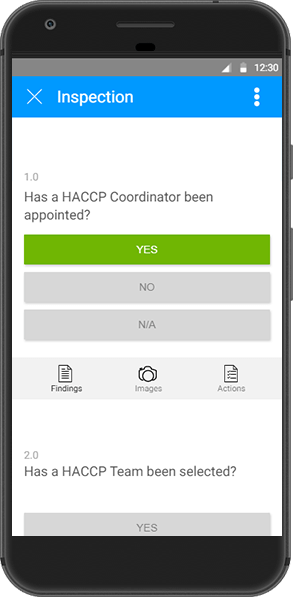 12:30
Inspection
1.0
Has a HACCP Coordinator been
appointed?
YES
NO
N/A
Findings Images Actions
2.0
Has a HACCP Team been selected?
YES